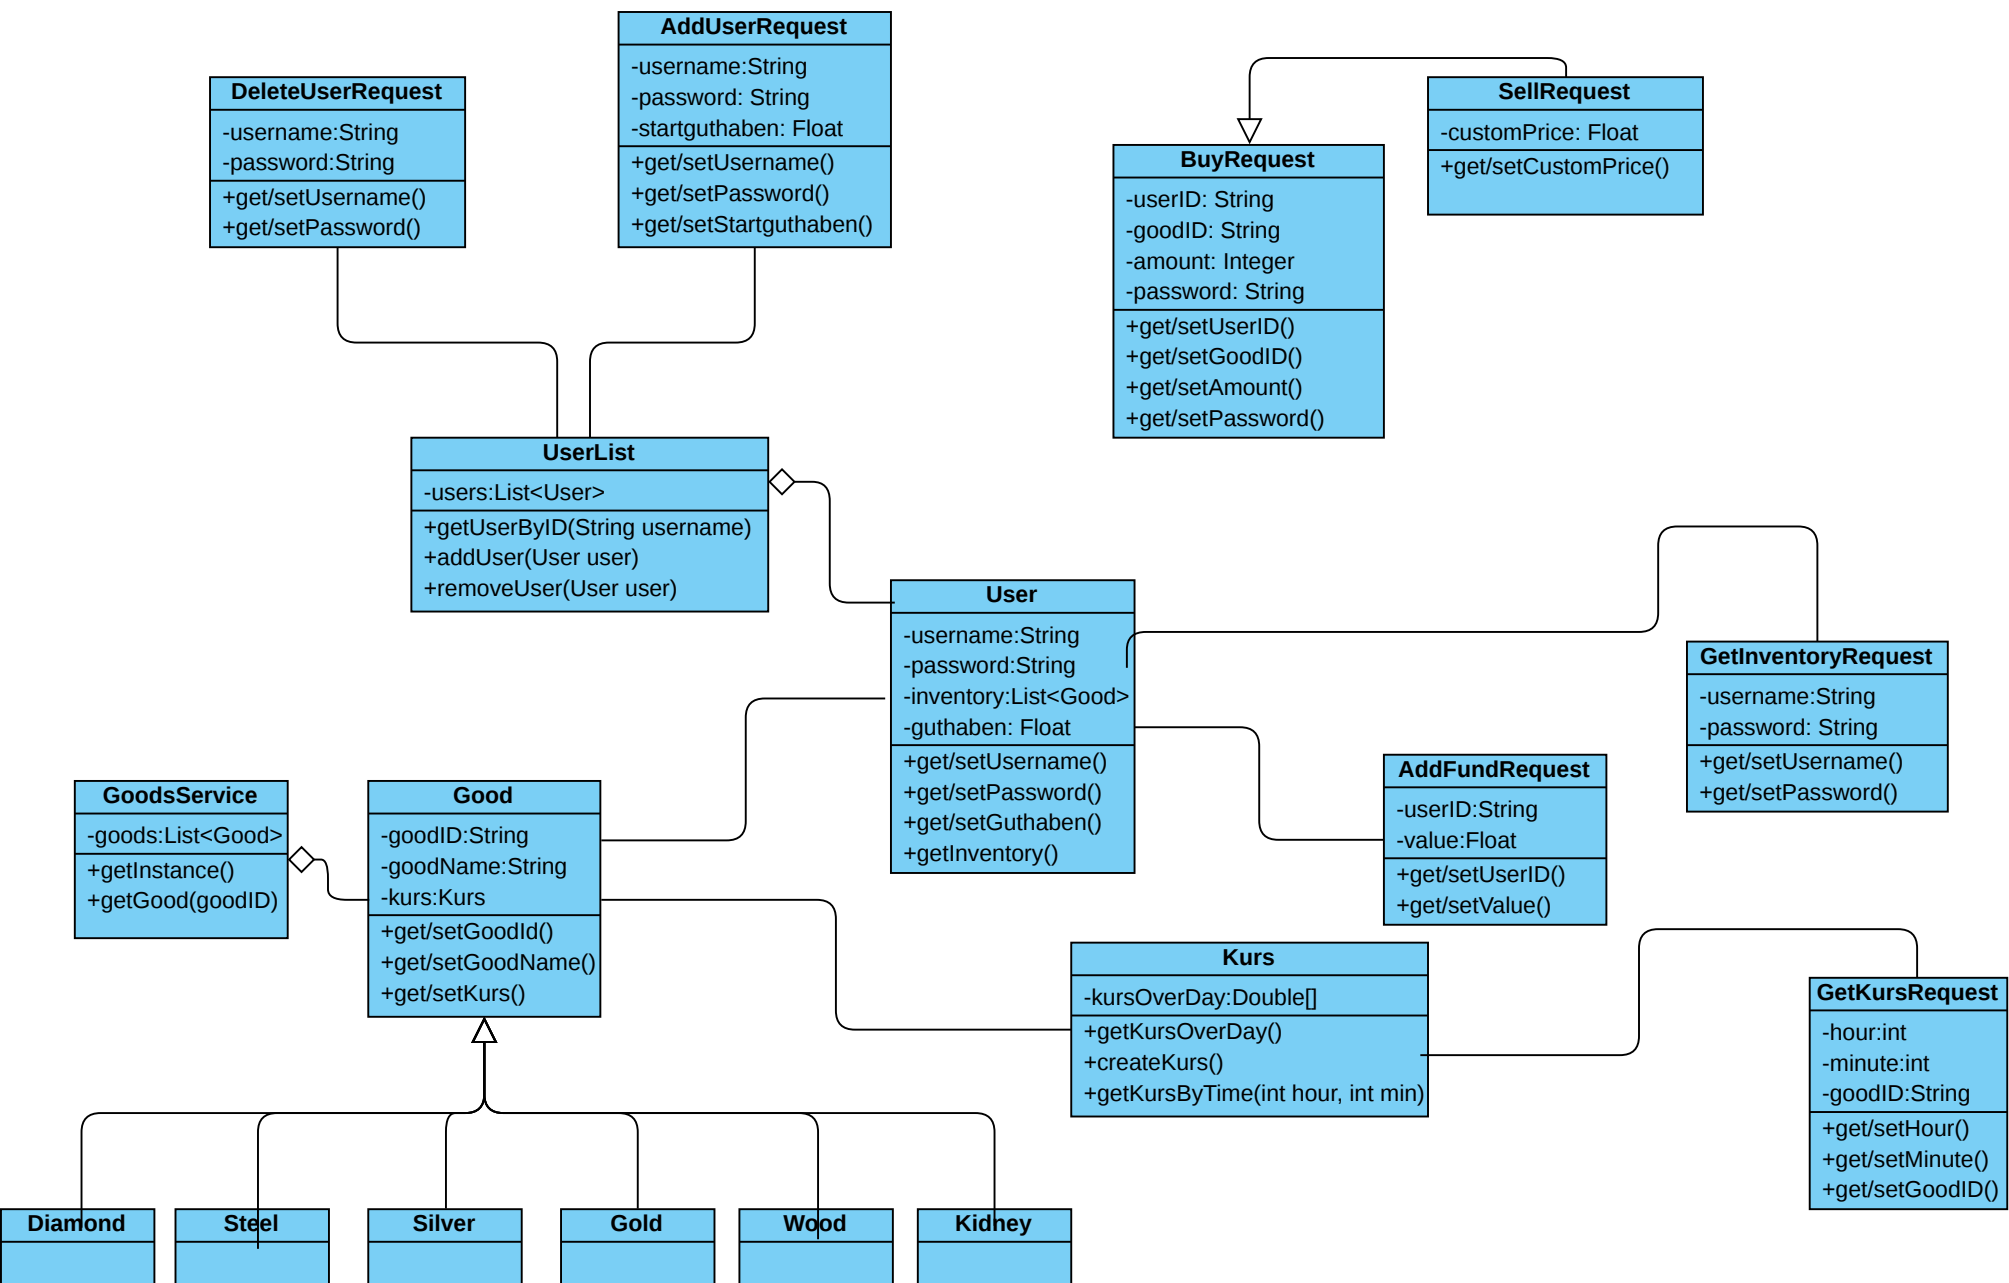 AddUserRequest
-username:String
-password: String
-startguthaben: Float
+get/setUsername()
+get/setPassword()
+get/setStartguthaben()
DeleteUserRequest
-username:String
-password:String
+get/setUsername()
+get/setPassword()
SellRequest
-customPrice: Float
+get/setCustomPrice()
BuyRequest
-userID: String
-goodID: String
-amount: Integer
-password: String
+get/setUserID()
+get/setGoodID()
+get/setAmount()
+get/setPassword()
UserList
-users:List<User>
+getUserByID(String username)
+addUser(User user)
+removeUser(User user)
User
-username:String
-password:String
-inventory:List<Good>
-guthaben: Float
+get/setUsername()
+get/setPassword()
+get/setGuthaben()
+getInventory()
GetInventoryRequest
-username:String
-password: String
+get/setUsername()
+get/setPassword()
AddFundRequest
-userID:String
-value:Float
+get/setUserID()
+get/setValue()
GoodsService
-goods:List<Good>
+getInstance()
+getGood(goodID)
Good
-goodID:String
-goodName:String
-kurs:Kurs
+get/setGoodId()
+get/setGoodName()
+get/setKurs()
Kurs
-kursOverDay:Double[]
+getKursOverDay()
+createKurs()
+getKursByTime(int hour, int min)
GetKursRequest
-hour:int
-minute:int
-goodID:String
+get/setHour()
+get/setMinute()
+get/setGoodID()
Diamond
Steel
Silver
Gold
Wood
Kidney